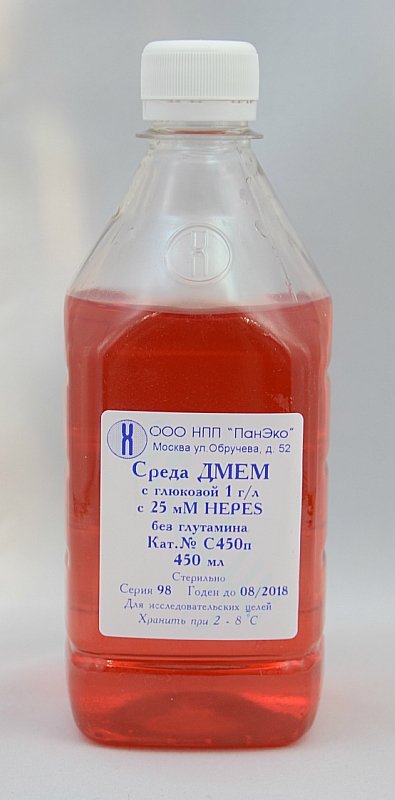 ООО НПП "ПанЭко"
Москва ул.Обручева, д. 52
Среда ДМЕМ
с глюкозой 1 г/л
с 25 мМ HEPES
без глутамина
Кат.№ С450п
450 мл
Стерильно
Серия 98 Годен до 08/2018
Для исследовательских целей
Хранить при 2 - 8 °С